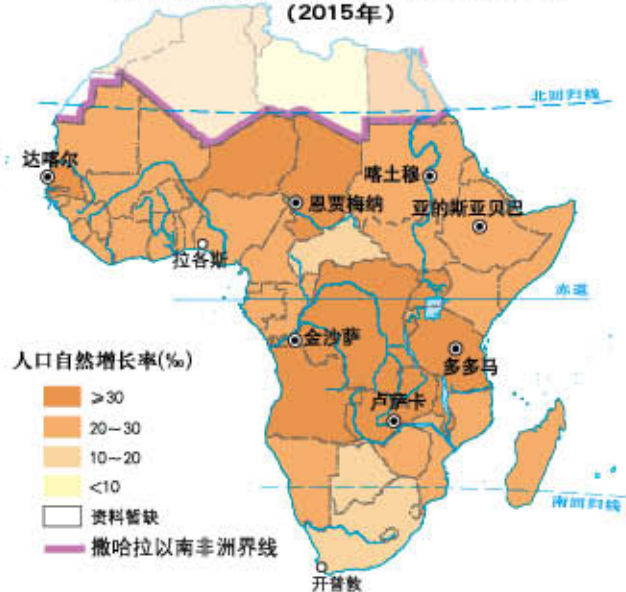 (2015年)
北回归线
达喀尔
喀土穆
恩贾梅纳
亚的斯亚贝巴
拉各斯
赤道
金沙萨
多多马
人口自然增长率(‰)
≥30
卢萨卡
20～30
10～20
<10
南回归线
资料暂缺
撒哈拉以南非洲界线
开普敦